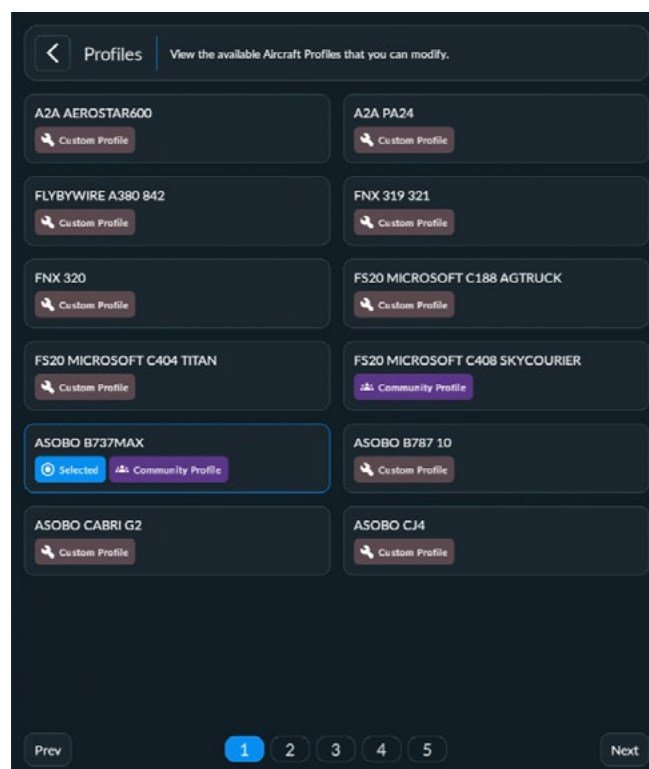 Profiles
View the available Aircraft Profiles that you can modify.
A2A AEROSTAR600
Custom Profile
A2A PA24
Custom Profile
FLYBYWIRE A380 842
Custom Profile
FNX 319 321
Custom Profile
FNX 320
Custom Profile
FS20 MICROSOFT C188 AGTRUCK
Custom Profile
FS20 MICROSOFT C404 TITAN
Custom Profile
FS20 MICROSOFT C408 SKYCOURIER
Community Profile
ASOBO B737MAX
Selected
Community Profile
ASOBO B787 10
Custom Profile
ASOBO CABRI G2
Custom Profile
ASOBO CJ4
Custom Profile
Prev
1 2 3 4 5
Next